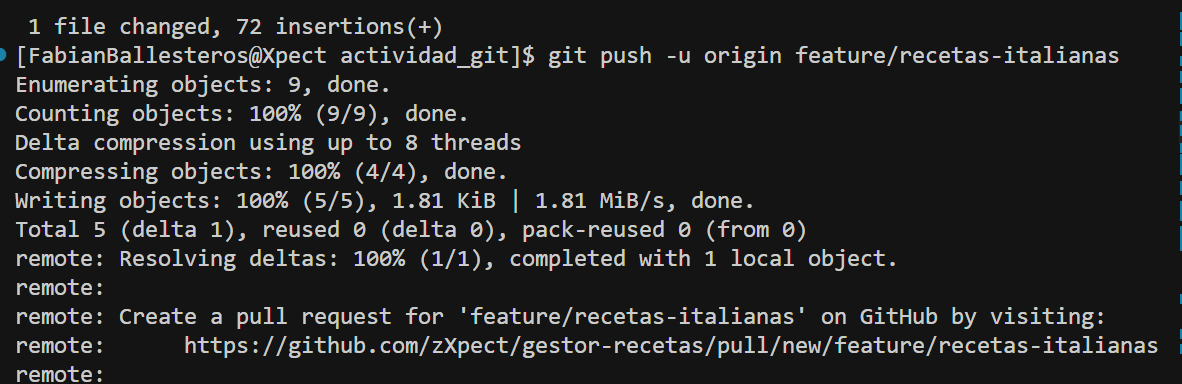 1 file changed, 72 insertions(+)
[FabianBallesteros@Xpect actividad_git]$ git push -u origin feature/recetas-italianas
Enumerating objects: 9, done.
Counting objects: 100% (9/9), done.
Delta compression using up to 8 threads
Compressing objects: 100% (4/4), done.
Writing objects: 100% (5/5), 1.81 KiB | 1.81 MiB/s, done.
Total 5 (delta 1), reused 0 (delta 0), pack-reused 0 (from 0)
remote: Resolving deltas: 100% (1/1), completed with 1 local object.
remote:
remote: Create a pull request for 'feature/recetas-italianas' on GitHub by visiting:
remote:      https://github.com/zXpect/gestor-recetas/pull/new/feature/recetas-italianas
remote: